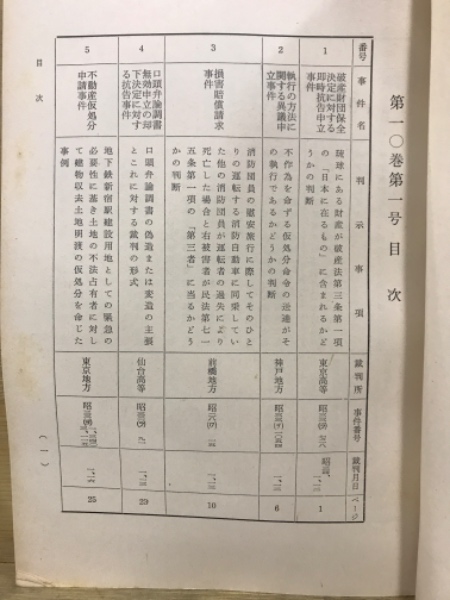 第一〇巻第一号 目次
番号
事件名
判示事項
裁判所
事件番号
裁判月日
ページ
1
破産財団保全
決定に対する
即時抗告申立
事件
琉球にある財産が破産法第三条第一項
の「日本に在るもの」に含まれるかど
うかの判断
東京高等
1
2
執行の方法に
関する異議申
立事件
不作為を命ずる仮処分命令の送達がそ
の執行であるかどうかの判断
神戸地方
6
3
損害賠償請求
事件
消防団員の慰安旅行に際してそのひと
りの運転する消防自動車に同乗してい
た他の消防団員が運転者の過失により
死亡した場合と右被害者が民法第七一
五条第一項の「第三者」に当るかどう
かの判断
前橋地方
10
4
口頭弁論調書
無効申立の却
下決定に対す
る抗告事件
口頭弁論調書の偽造または変造の主張
とこれに対する裁判の形式
仙台高等
20
5
不動産仮処分
申請事件
地下鉄新宿駅建設用地としての緊急の
必要性に基き土地の不法占有者に対し
て建物収去土地明渡の仮処分を命じた
事例
東京地方
25
目次
(一)